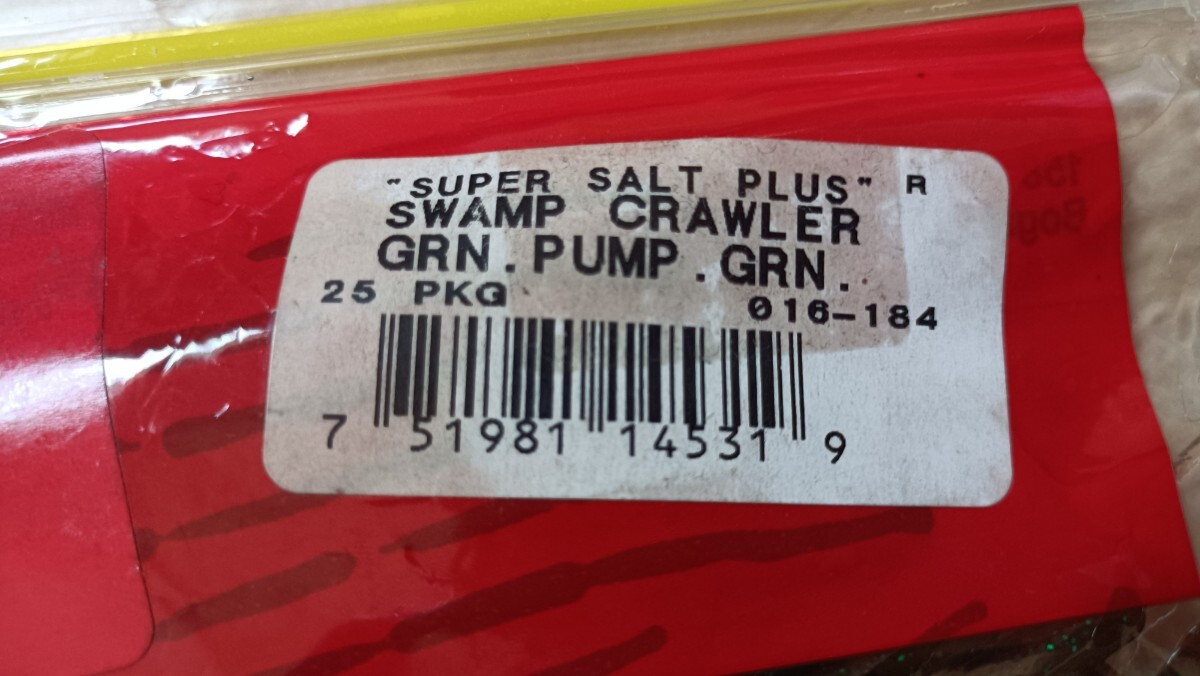 "SUPER SALT PLUS" R
SWAMP CRAWLER
GRN.PUMP.GRN.
25 PKG 016-184
7 51981 14531 9